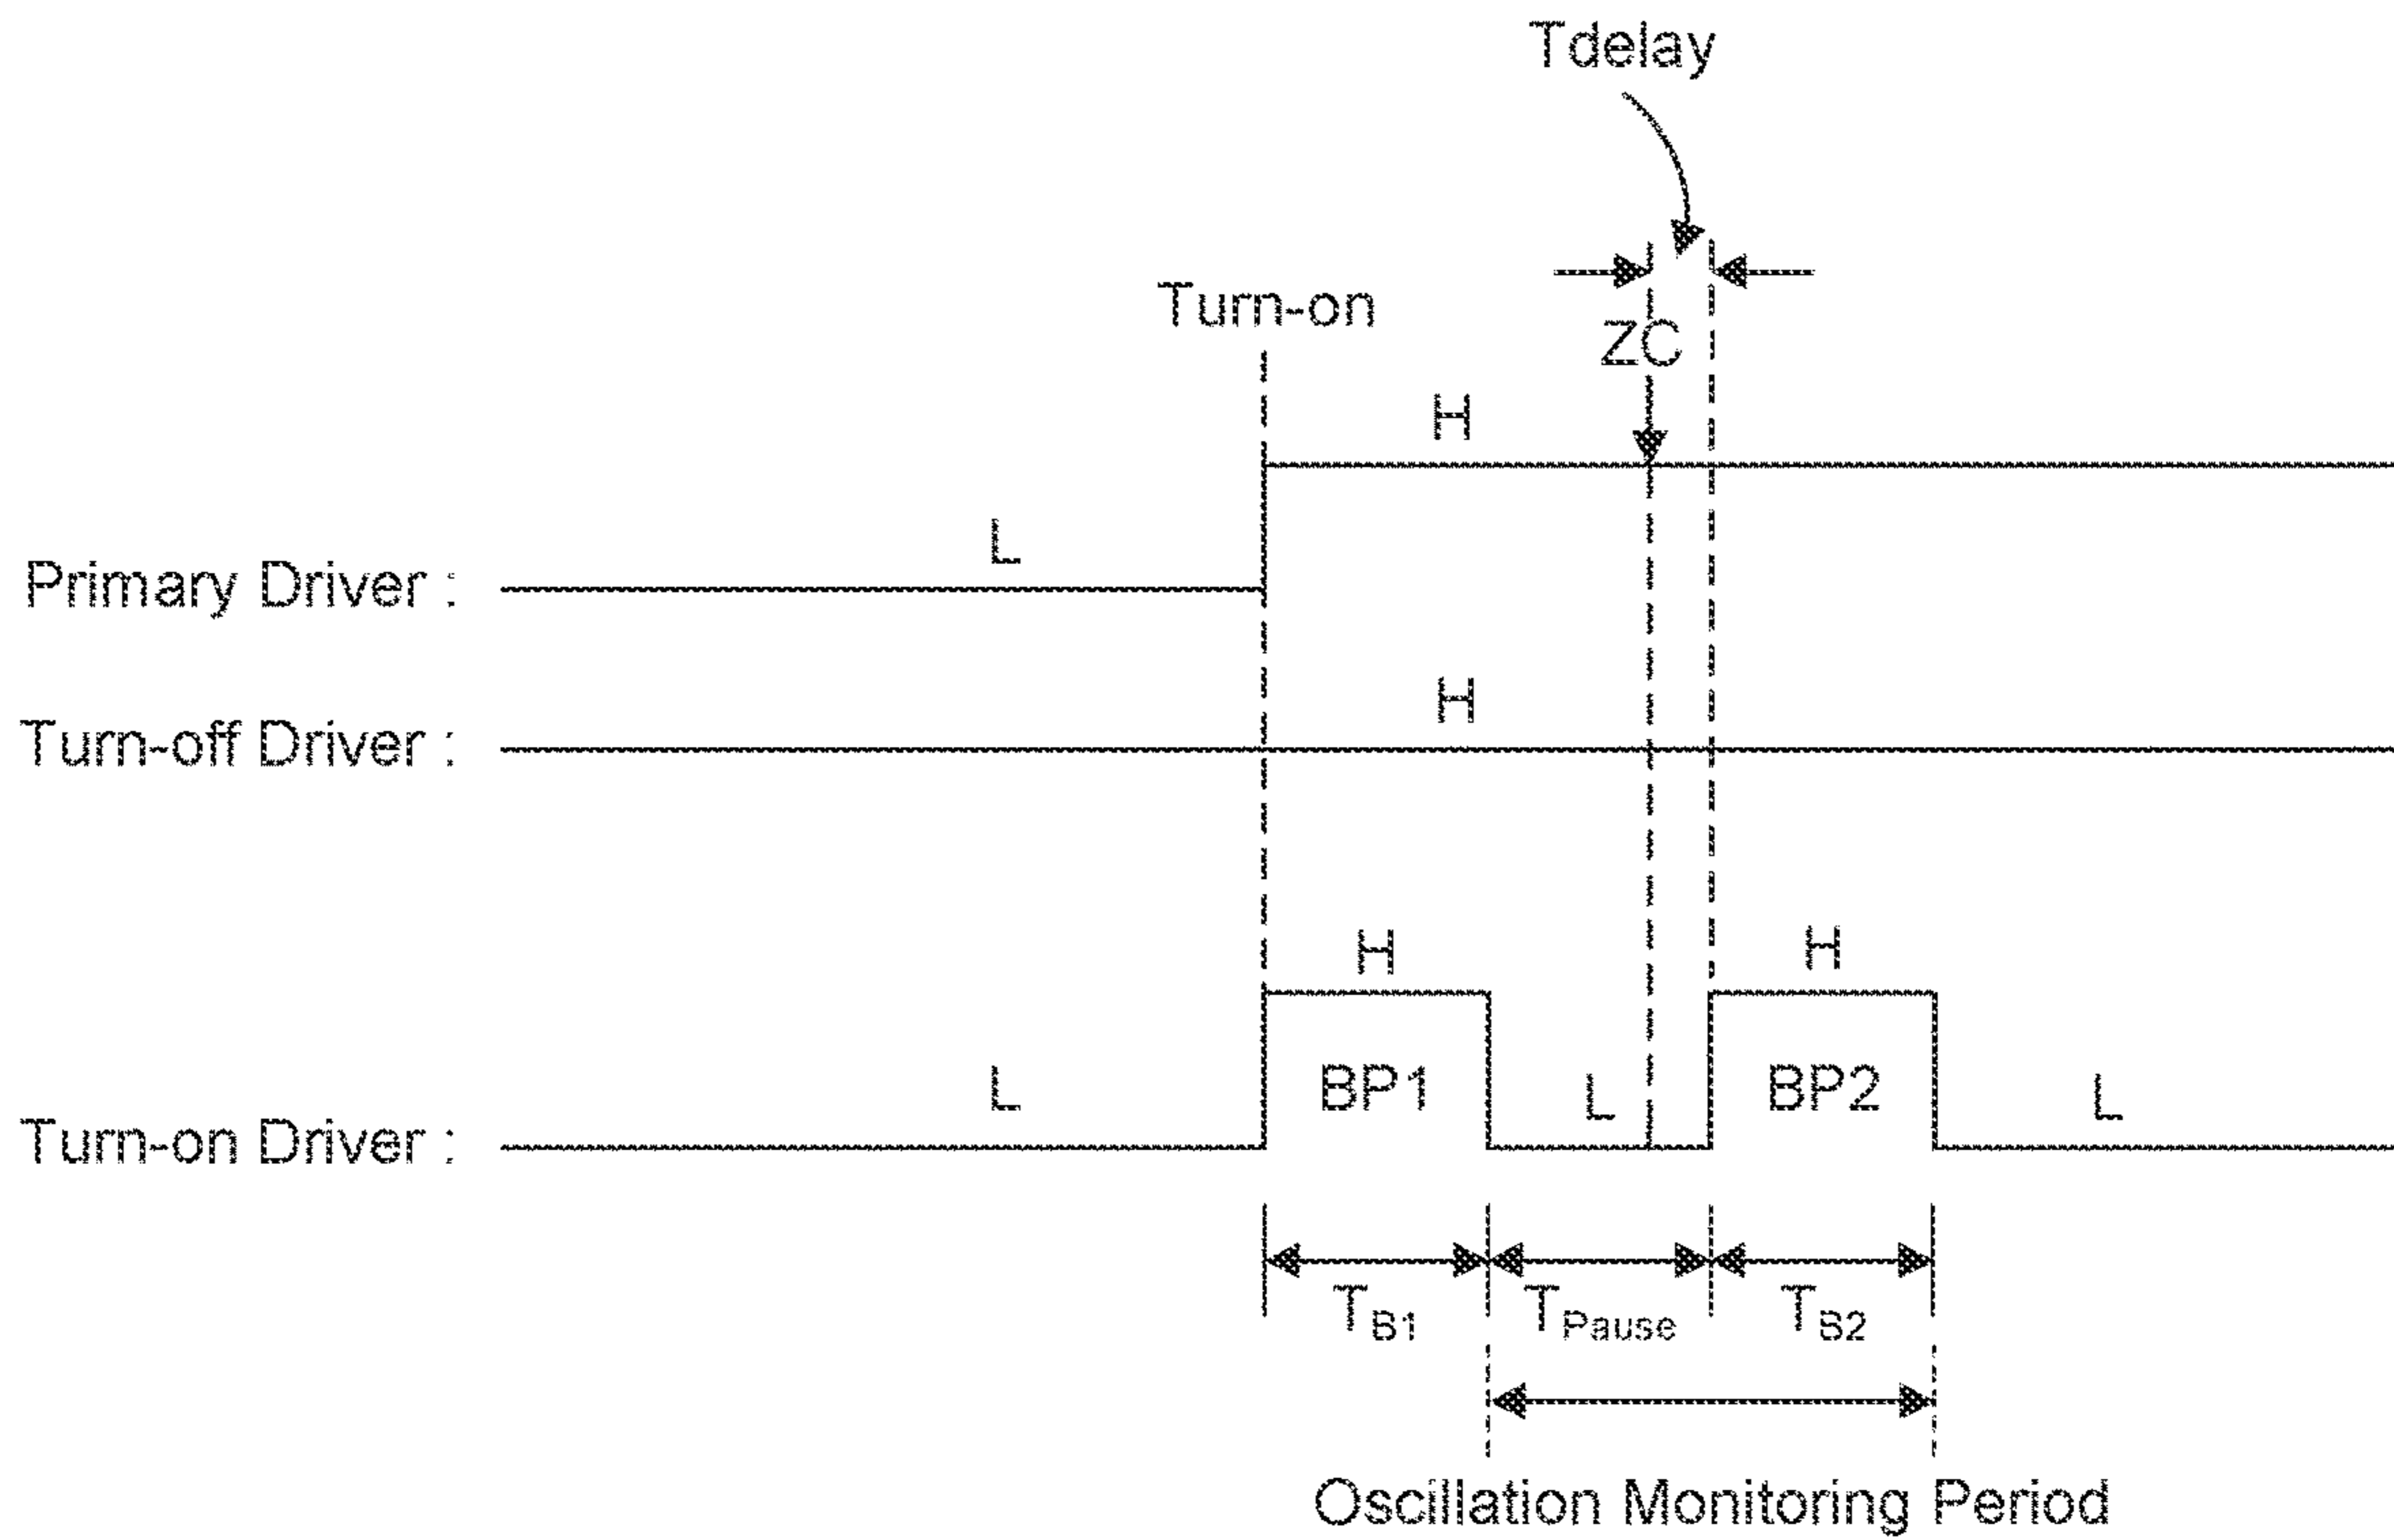 Tdelay
Turn-on
ZC
H
L
Primary Driver :
H
Turn-off Driver :
H
H
L
BP1
L
BP2
L
Turn-on Driver :
TB1
TPause
TB2
Oscillation Monitoring Period